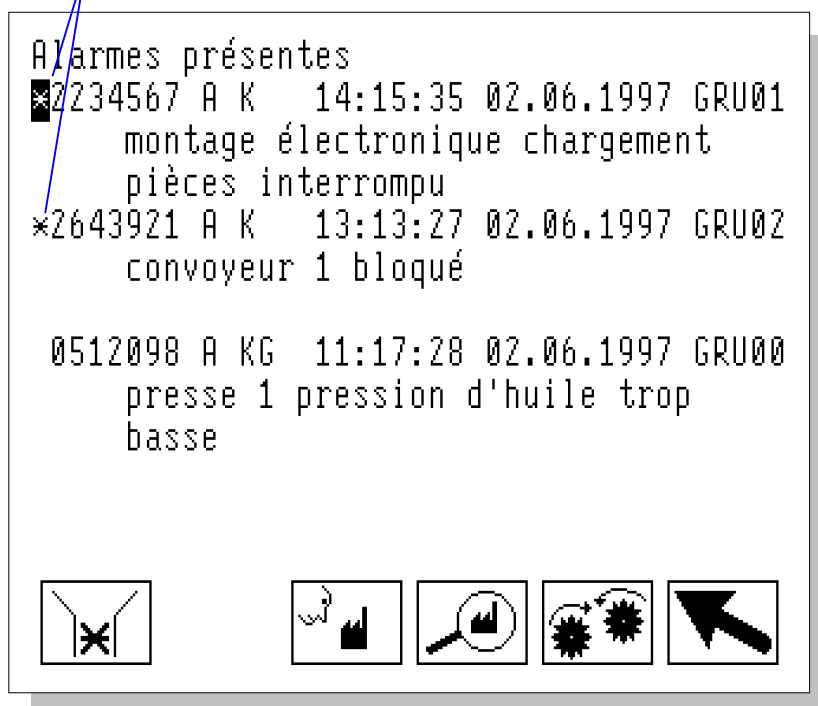 Alarmes présentes
*2234567 A K 14:15:35 02.06.1997 GRU01
montage électronique chargement
pièces interrompu
*2643921 A K 13:13:27 02.06.1997 GRU02
convoyeur 1 bloqué
0512098 A KG 11:17:28 02.06.1997 GRU00
presse 1 pression d'huile trop
basse